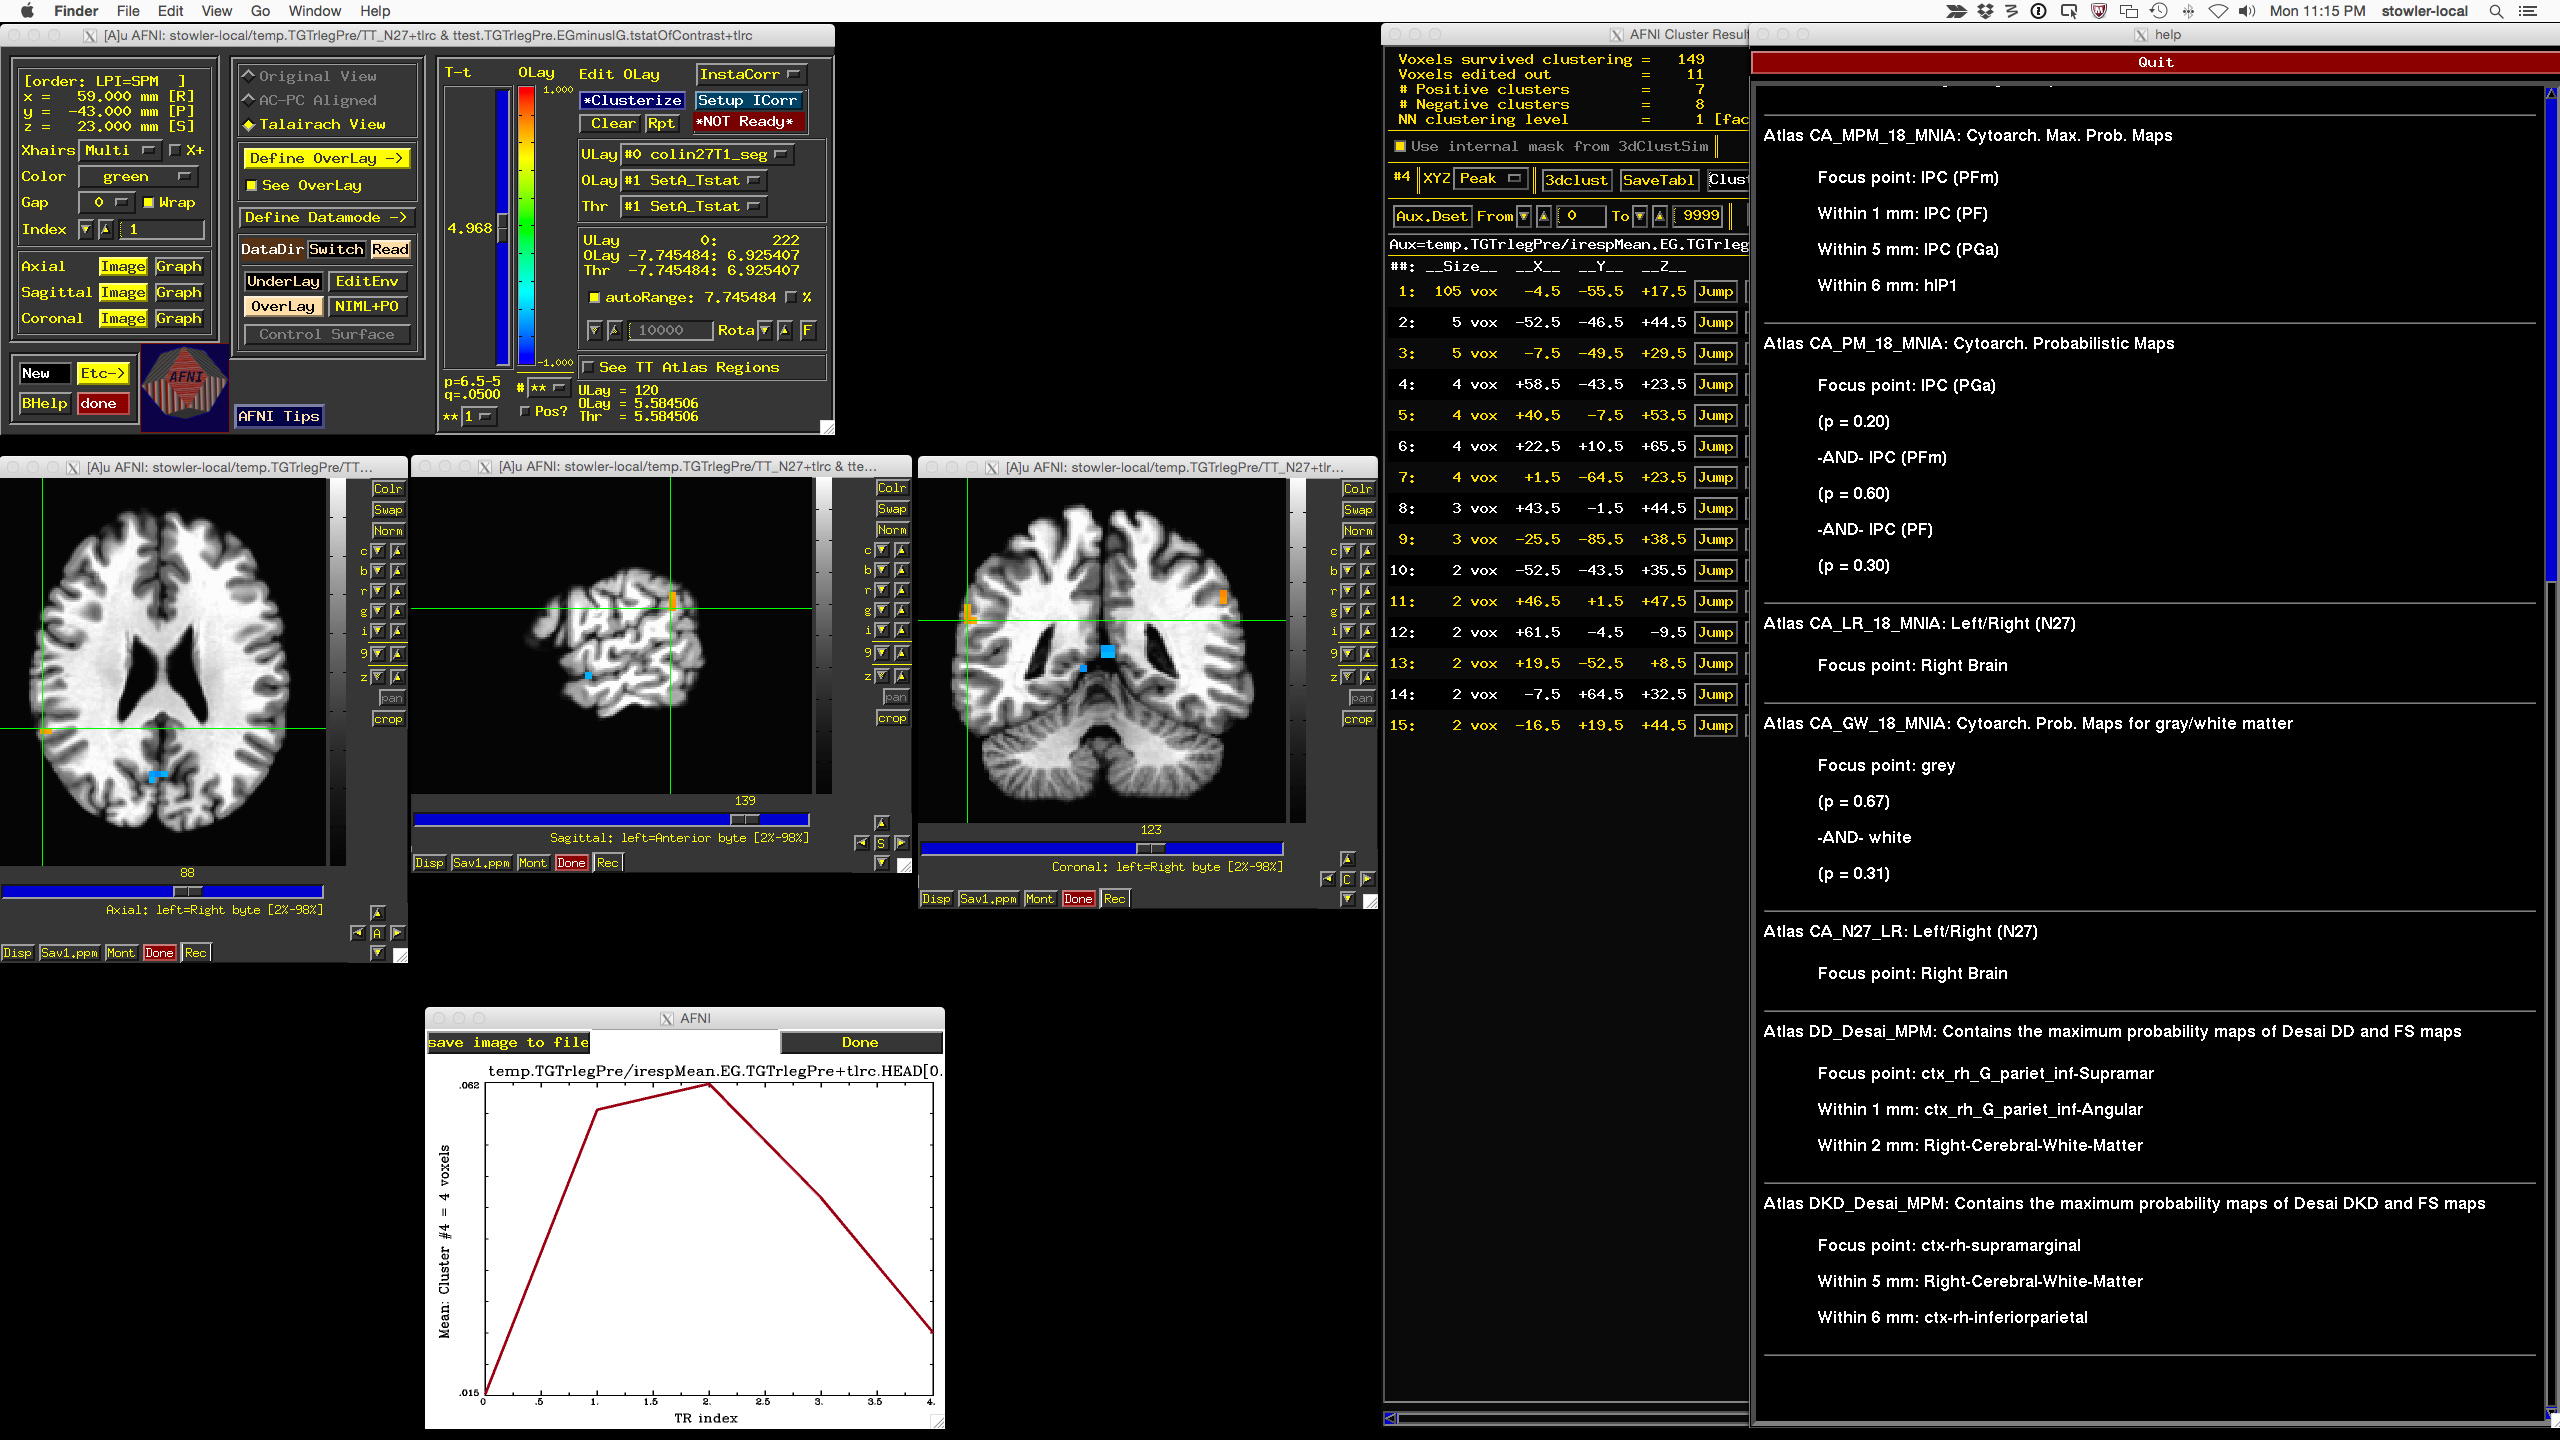 Finder File Edit View Go Window Help
Mon 11:15 PM stowler-local
[A]u AFNI: stowler-local/temp.TGTrlegPre/TT_N27+tlrc & ttest.TGTrlegPre.EGminusIG.tstatOfContrast+tlrc
[order: LPI=SPM ]
x = 59.000 mm [R]
y = -43.000 mm [P]
z = 23.000 mm [S]
Xhairs Multi X+
Color green
Gap 0 Wrap
Index 1
Axial Image Graph
Sagittal Image Graph
Coronal Image Graph
New Etc->
BHelp done
AFNI
Original View
AC-PC Aligned
Talairach View
Define OverLay ->
See OverLay
Define Datamode ->
DataDir Switch Read
UnderLay EditEnv
OverLay NIML+PO
Control Surface
AFNI Tips
T-t OLay
1.000
4.968
-1.000
p=6.5-5
q=.0500
** 1
# **
Pos?
Edit OLay InstaCorr
*Clusterize Setup ICorr
Clear Rpt *NOT Ready*
ULay #0 colin27T1_seg
OLay #1 SetA_Tstat
Thr #1 SetA_Tstat
ULay 0: 222
OLay -7.745484: 6.925407
Thr -7.745484: 6.925407
autoRange: 7.745484 %
10000 Rota F
See TT Atlas Regions
ULay = 120
OLay = 5.584506
Thr = 5.584506
[A]u AFNI: stowler-local/temp.TGTrlegPre/TT...
Colr
Swap
Norm
c
b
r
g
i
9
z
pan
crop
88
Axial: left=Right byte [2%-98%]
A
Disp Sav1.ppm Mont Done Rec
[A]u AFNI: stowler-local/temp.TGTrlegPre/TT_N27+tlrc & tte...
Colr
Swap
Norm
c
b
r
g
i
9
z
pan
crop
139
Sagittal: left=Anterior byte [2%-98%]
S
Disp Sav1.ppm Mont Done Rec
[A]u AFNI: stowler-local/temp.TGTrlegPre/TT_N27+tlr...
Colr
Swap
Norm
c
b
r
g
i
9
z
pan
crop
123
Coronal: left=Right byte [2%-98%]
C
Disp Sav1.ppm Mont Done Rec
AFNI
save image to file Done
temp.TGTrlegPre/irespMean.EG.TGTrlegPre+tlrc.HEAD[0.
.062
Mean: Cluster #4 = 4 voxels
.015
0 .5 1. 1.5 2. 2.5 3. 3.5 4.
TR index
AFNI Cluster Result
Voxels survived clustering = 149
Voxels edited out = 11
# Positive clusters = 7
# Negative clusters = 8
NN clustering level = 1 [fac
Use internal mask from 3dClustSim
#4 XYZ Peak 3dclust SaveTabl Clust
Aux.Dset From 0 To 9999
Aux=temp.TGTrlegPre/irespMean.EG.TGTrleg
##: __Size__ __X__ __Y__ __Z__
1: 105 vox -4.5 -55.5 +17.5 Jump
2: 5 vox -52.5 -46.5 +44.5 Jump
3: 5 vox -7.5 -49.5 +29.5 Jump
4: 4 vox +58.5 -43.5 +23.5 Jump
5: 4 vox +40.5 -7.5 +53.5 Jump
6: 4 vox +22.5 +10.5 +65.5 Jump
7: 4 vox +1.5 -64.5 +23.5 Jump
8: 3 vox +43.5 -1.5 +44.5 Jump
9: 3 vox -25.5 -85.5 +38.5 Jump
10: 2 vox -52.5 -43.5 +35.5 Jump
11: 2 vox +46.5 +1.5 +47.5 Jump
12: 2 vox +61.5 -4.5 -9.5 Jump
13: 2 vox +19.5 -52.5 +8.5 Jump
14: 2 vox -7.5 +64.5 +32.5 Jump
15: 2 vox -16.5 +19.5 +44.5 Jump
help
Quit
Atlas CA_MPM_18_MNIA: Cytoarch. Max. Prob. Maps
Focus point: IPC (PFm)
Within 1 mm: IPC (PF)
Within 5 mm: IPC (PGa)
Within 6 mm: hIP1
Atlas CA_PM_18_MNIA: Cytoarch. Probabilistic Maps
Focus point: IPC (PGa)
(p = 0.20)
-AND- IPC (PFm)
(p = 0.60)
-AND- IPC (PF)
(p = 0.30)
Atlas CA_LR_18_MNIA: Left/Right (N27)
Focus point: Right Brain
Atlas CA_GW_18_MNIA: Cytoarch. Prob. Maps for gray/white matter
Focus point: grey
(p = 0.67)
-AND- white
(p = 0.31)
Atlas CA_N27_LR: Left/Right (N27)
Focus point: Right Brain
Atlas DD_Desai_MPM: Contains the maximum probability maps of Desai DD and FS maps
Focus point: ctx_rh_G_pariet_inf-Supramar
Within 1 mm: ctx_rh_G_pariet_inf-Angular
Within 2 mm: Right-Cerebral-White-Matter
Atlas DKD_Desai_MPM: Contains the maximum probability maps of Desai DKD and FS maps
Focus point: ctx-rh-supramarginal
Within 5 mm: Right-Cerebral-White-Matter
Within 6 mm: ctx-rh-inferiorparietal